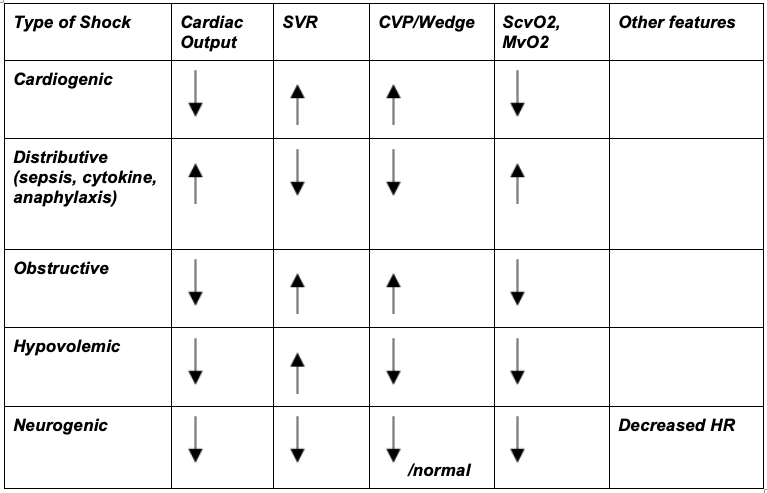 Type of Shock
Cardiac
Output
SVR
CVP/Wedge
ScvO2,
MvO2
Other features
Cardiogenic
Distributive
(sepsis, cytokine,
anaphylaxis)
Obstructive
Hypovolemic
Neurogenic
/normal
Decreased HR